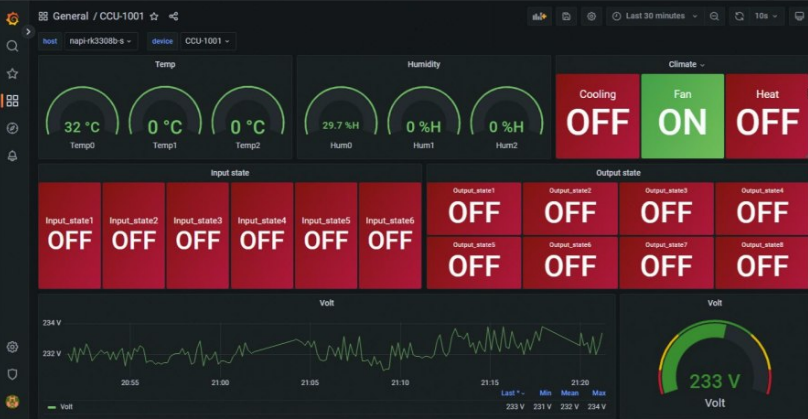 General / CCU-1001
Last 30 minutes
10s
host napi-rk3308b-s device CCU-1001
Temp
32 °C
Temp0
0 °C
Temp1
0 °C
Temp2
Humidity
29.7 %H
Hum0
0 %H
Hum1
0 %H
Hum2
Climate
Cooling
OFF
Fan
ON
Heat
OFF
Input state
Input_state1
OFF
Input_state2
OFF
Input_state3
OFF
Input_state4
OFF
Input_state5
OFF
Input_state6
OFF
Output state
Output_state1
OFF
Output_state2
OFF
Output_state3
OFF
Output_state4
OFF
Output_state5
OFF
Output_state6
OFF
Output_state7
OFF
Output_state8
OFF
Volt
234 V
232 V
20:55 21:00 21:05 21:10 21:15 21:20
Last * Min Mean Max
Volt 233 V 231 V 232 V 234 V
Volt
233 V
Volt